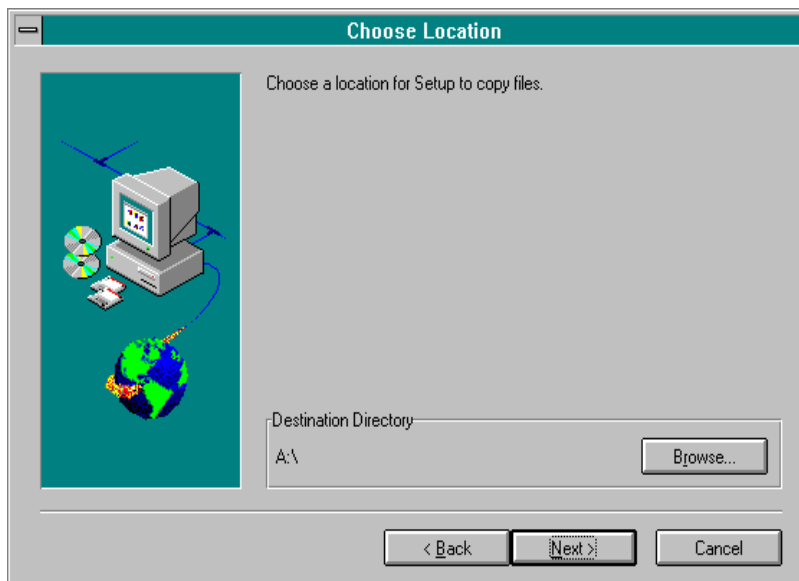 Choose Location
Choose a location for Setup to copy files.
Destination Directory
A:\
Browse...
< Back
Next >
Cancel